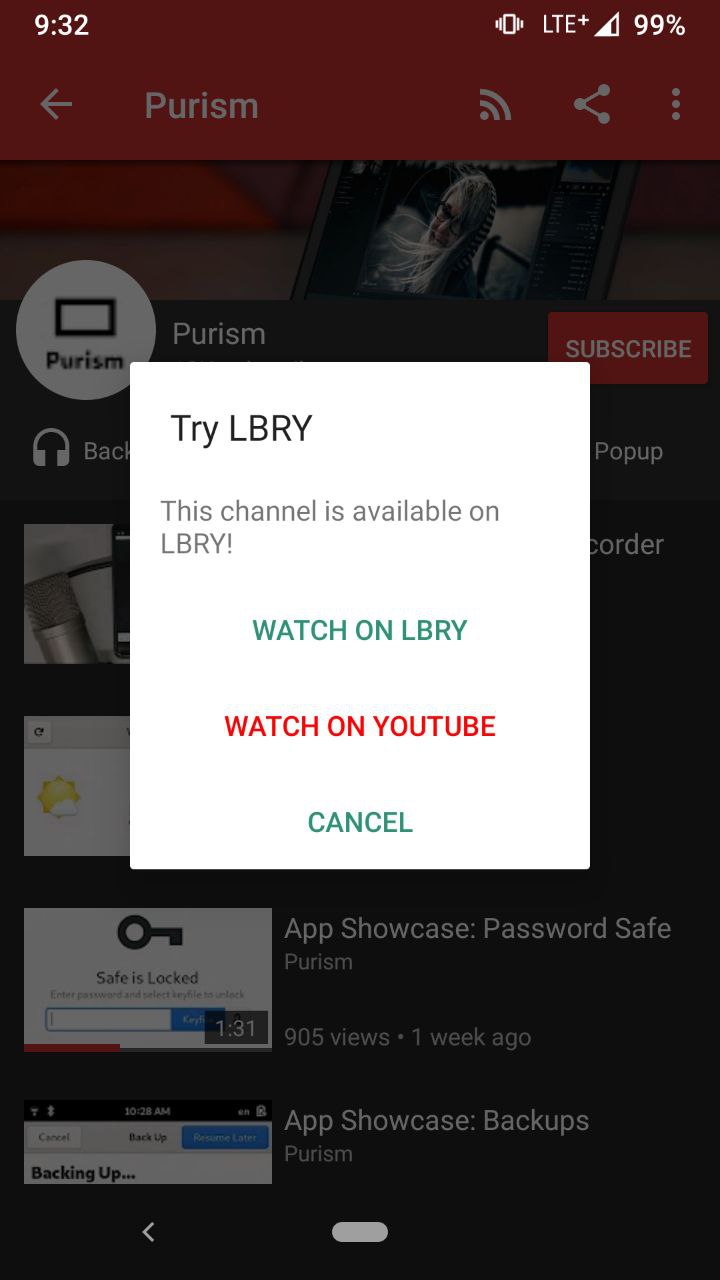 9:32
LTE+
99%
Purism
Purism
SUBSCRIBE
Purism
Back
Popup
Try LBRY
This channel is available on
LBRY!
WATCH ON LBRY
WATCH ON YOUTUBE
CANCEL
corder
Safe is Locked
Enter password and select keyfile to unlock
Keyfi
1:31
App Showcase: Password Safe
Purism
905 views • 1 week ago
10:28 AM
en
Cancel
Back Up
Resume Later
Backing Up...
App Showcase: Backups
Purism